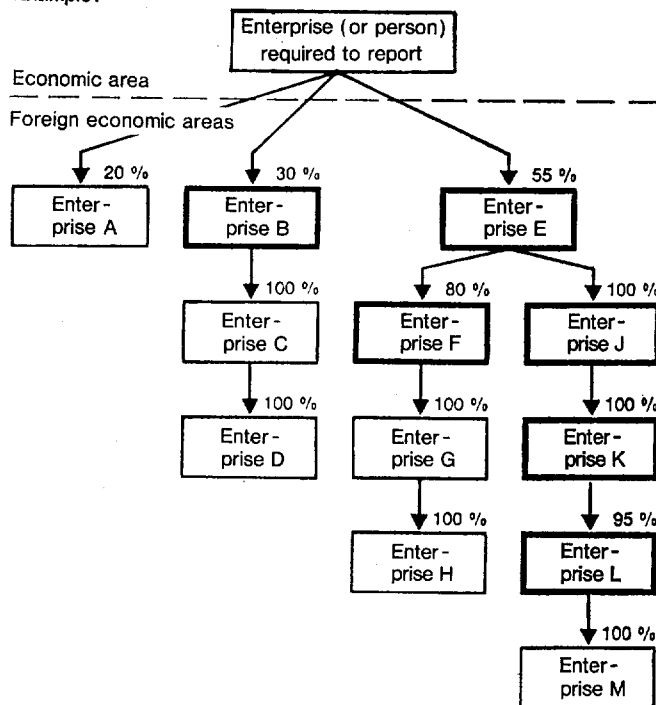 Example:
Enterprise (or person)
required to report
Economic area
Foreign economic areas
20 %
30 %
55 %
Enter-
prise A
Enter-
prise B
Enter-
prise E
100 %
80 %
100 %
Enter-
prise C
Enter-
prise F
Enter-
prise J
100 %
100 %
100 %
Enter-
prise D
Enter-
prise G
Enter-
prise K
100 %
95 %
Enter-
prise H
Enter-
prise L
100 %
Enter-
prise M